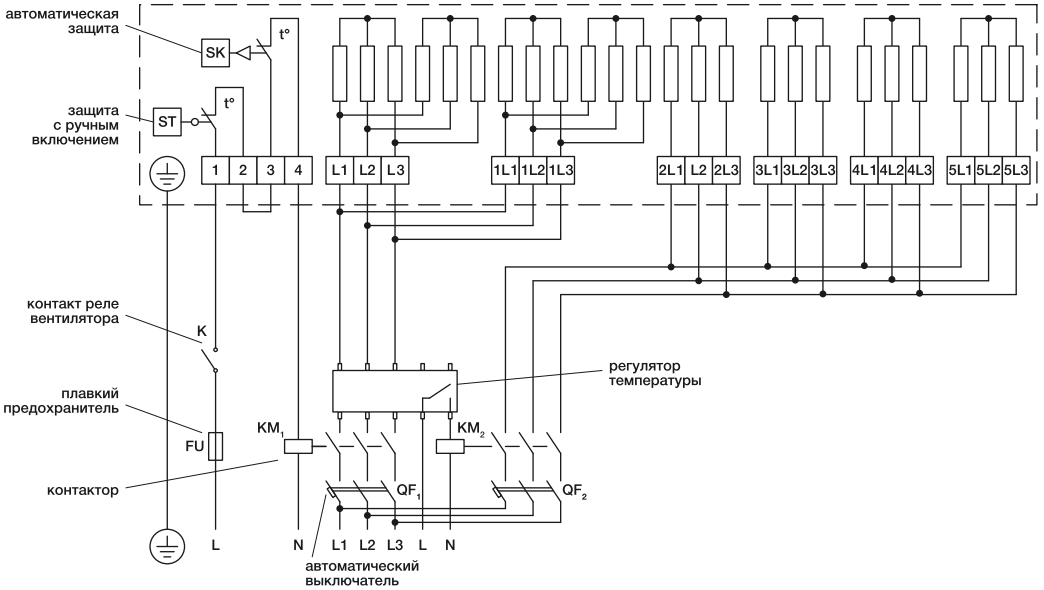 автоматическая
защита
SK
t°
защита
с ручным
включением
ST
t°
1 2 3 4
L1 L2 L3
1L1 1L2 1L3
2L1 L2 2L3
3L1 3L2 3L3
4L1 4L2 4L3
5L1 5L2 5L3
контакт реле
вентилятора
K
регулятор
температуры
плавкий
предохранитель
FU
KM1
KM2
контактор
QF1
QF2
L N L1 L2 L3 L N
автоматический
выключатель